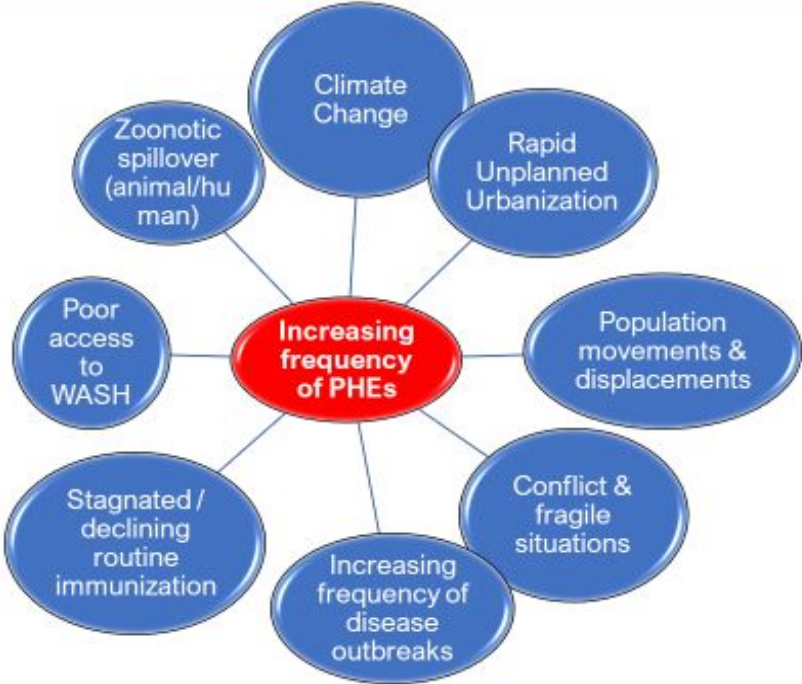 Climate
Change
Rapid
Unplanned
Urbanization
Population
movements &
displacements
Conflict &
fragile
situations
Increasing
frequency of
disease
outbreaks
Stagnated /
declining
routine
immunization
Poor
access
to
WASH
Zoonotic
spillover
(animal/hu
man)
Increasing
frequency
of PHEs